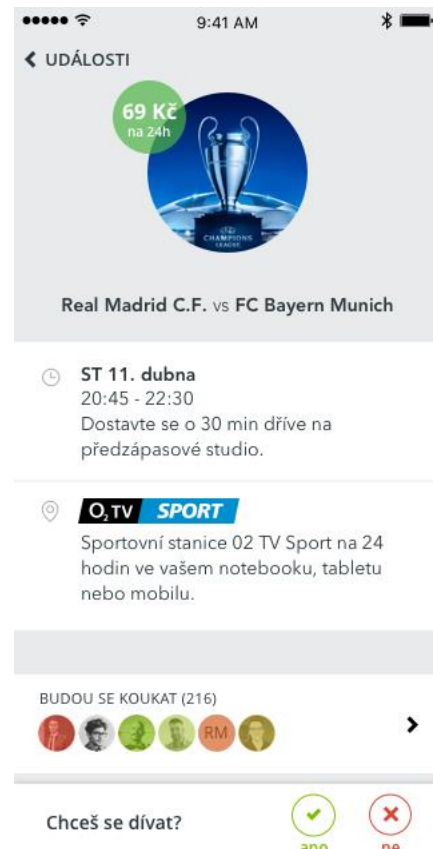 9:41 AM
UDÁLOSTI
69 Kč
na 24h
CHAMPIONS
LEAGUE
Real Madrid C.F. vs FC Bayern Munich
ST 11. dubna
20:45 - 22:30
Dostavte se o 30 min dříve na
předzápasové studio.
O2 TV SPORT
Sportovní stanice 02 TV Sport na 24
hodin ve vašem notebooku, tabletu
nebo mobilu.
BUDOU SE KOUKAT (216)
RM
Chceš se dívat?
ano ne